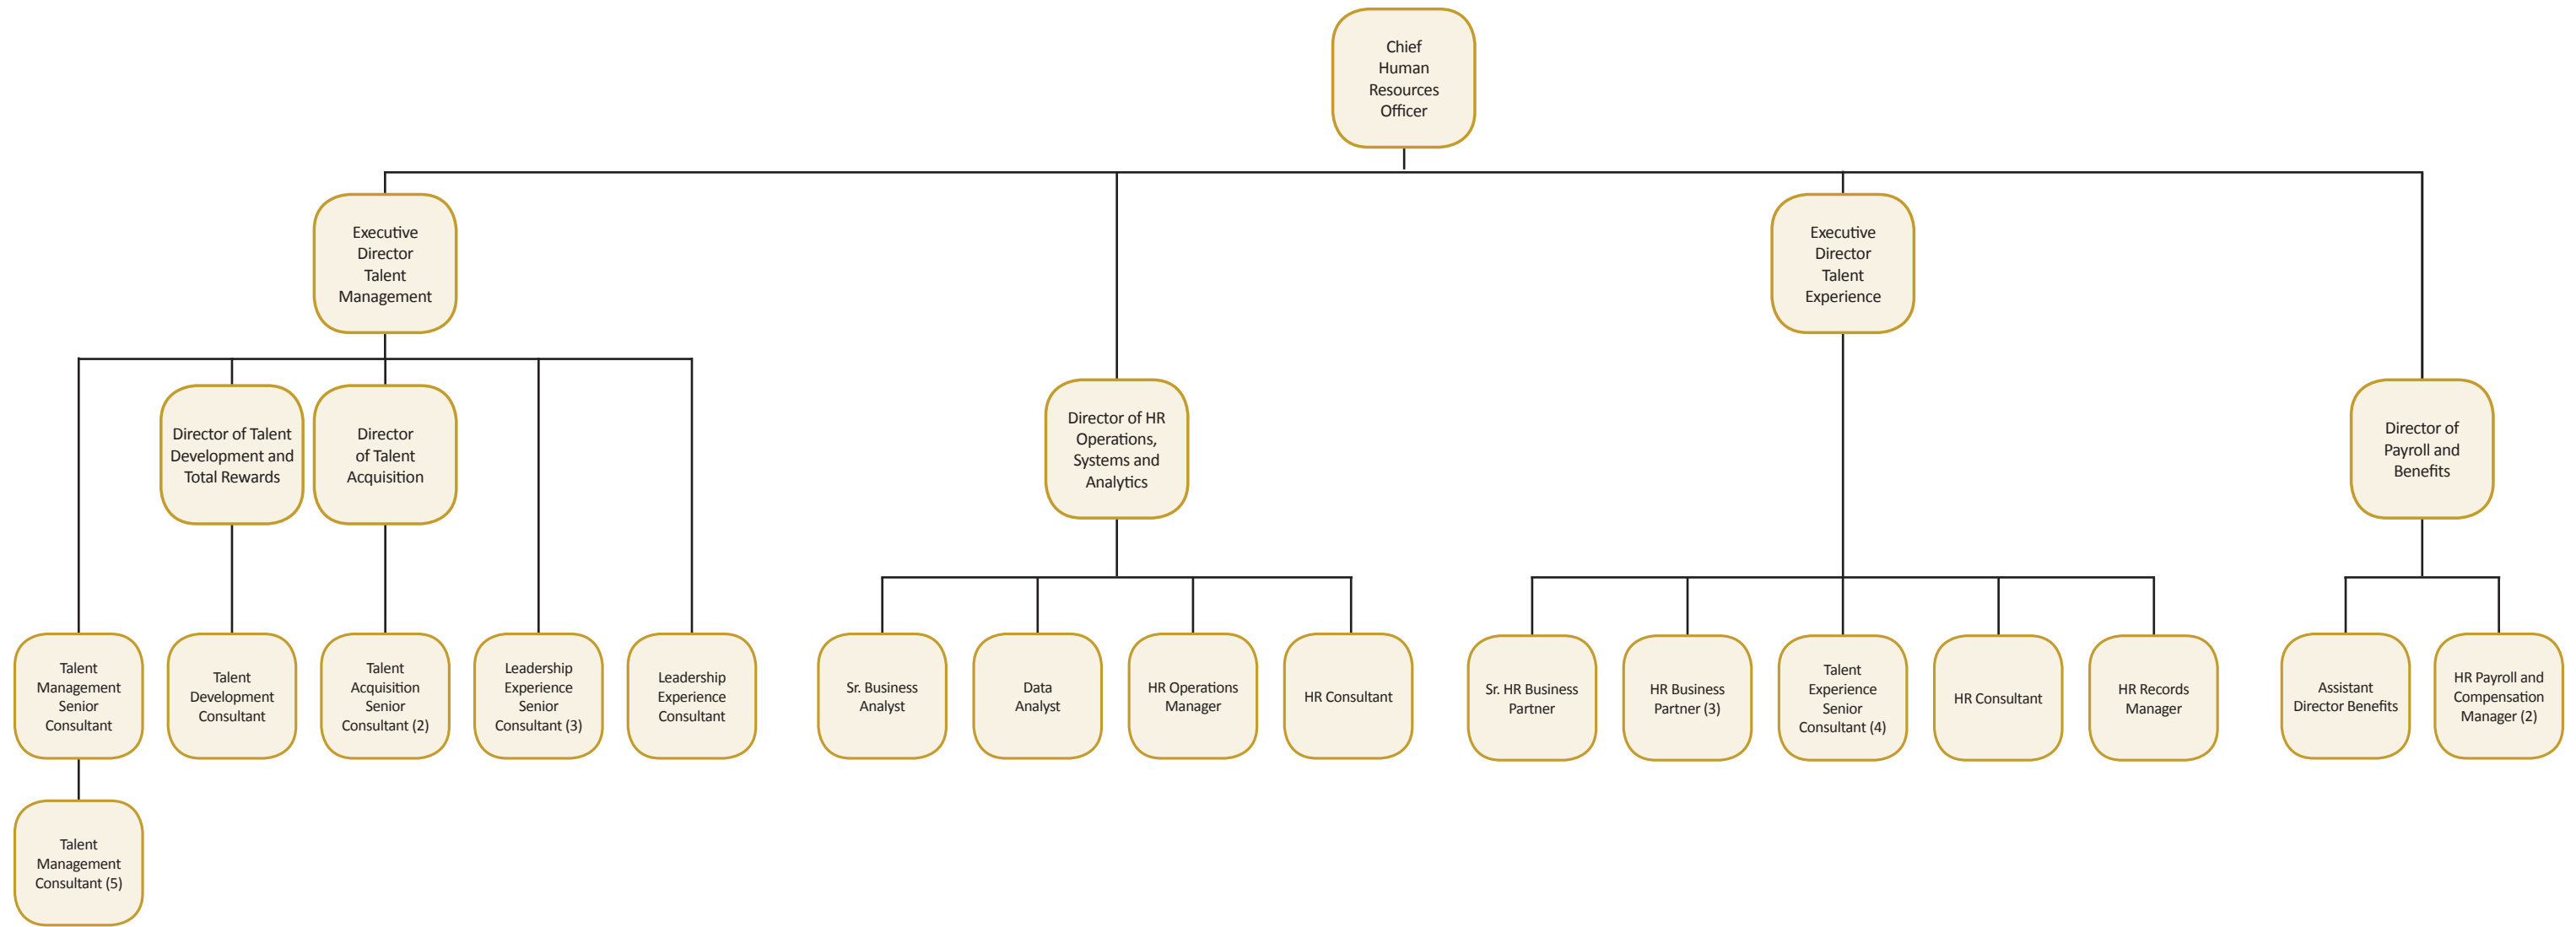 Chief
Human
Resources
Officer
Executive
Director
Talent
Management
Executive
Director
Talent
Experience
Director of Talent
Development and
Total Rewards
Director
of Talent
Acquisition
Director of HR
Operations,
Systems and
Analytics
Director of
Payroll and
Benefits
Talent
Management
Senior
Consultant
Talent
Development
Consultant
Talent
Acquisition
Senior
Consultant (2)
Leadership
Experience
Senior
Consultant (3)
Leadership
Experience
Consultant
Sr. Business
Analyst
Data
Analyst
HR Operations
Manager
HR Consultant
Sr. HR Business
Partner
HR Business
Partner (3)
Talent
Experience
Senior
Consultant (4)
HR Consultant
HR Records
Manager
Assistant
Director Benefits
HR Payroll and
Compensation
Manager (2)
Talent
Management
Consultant (5)